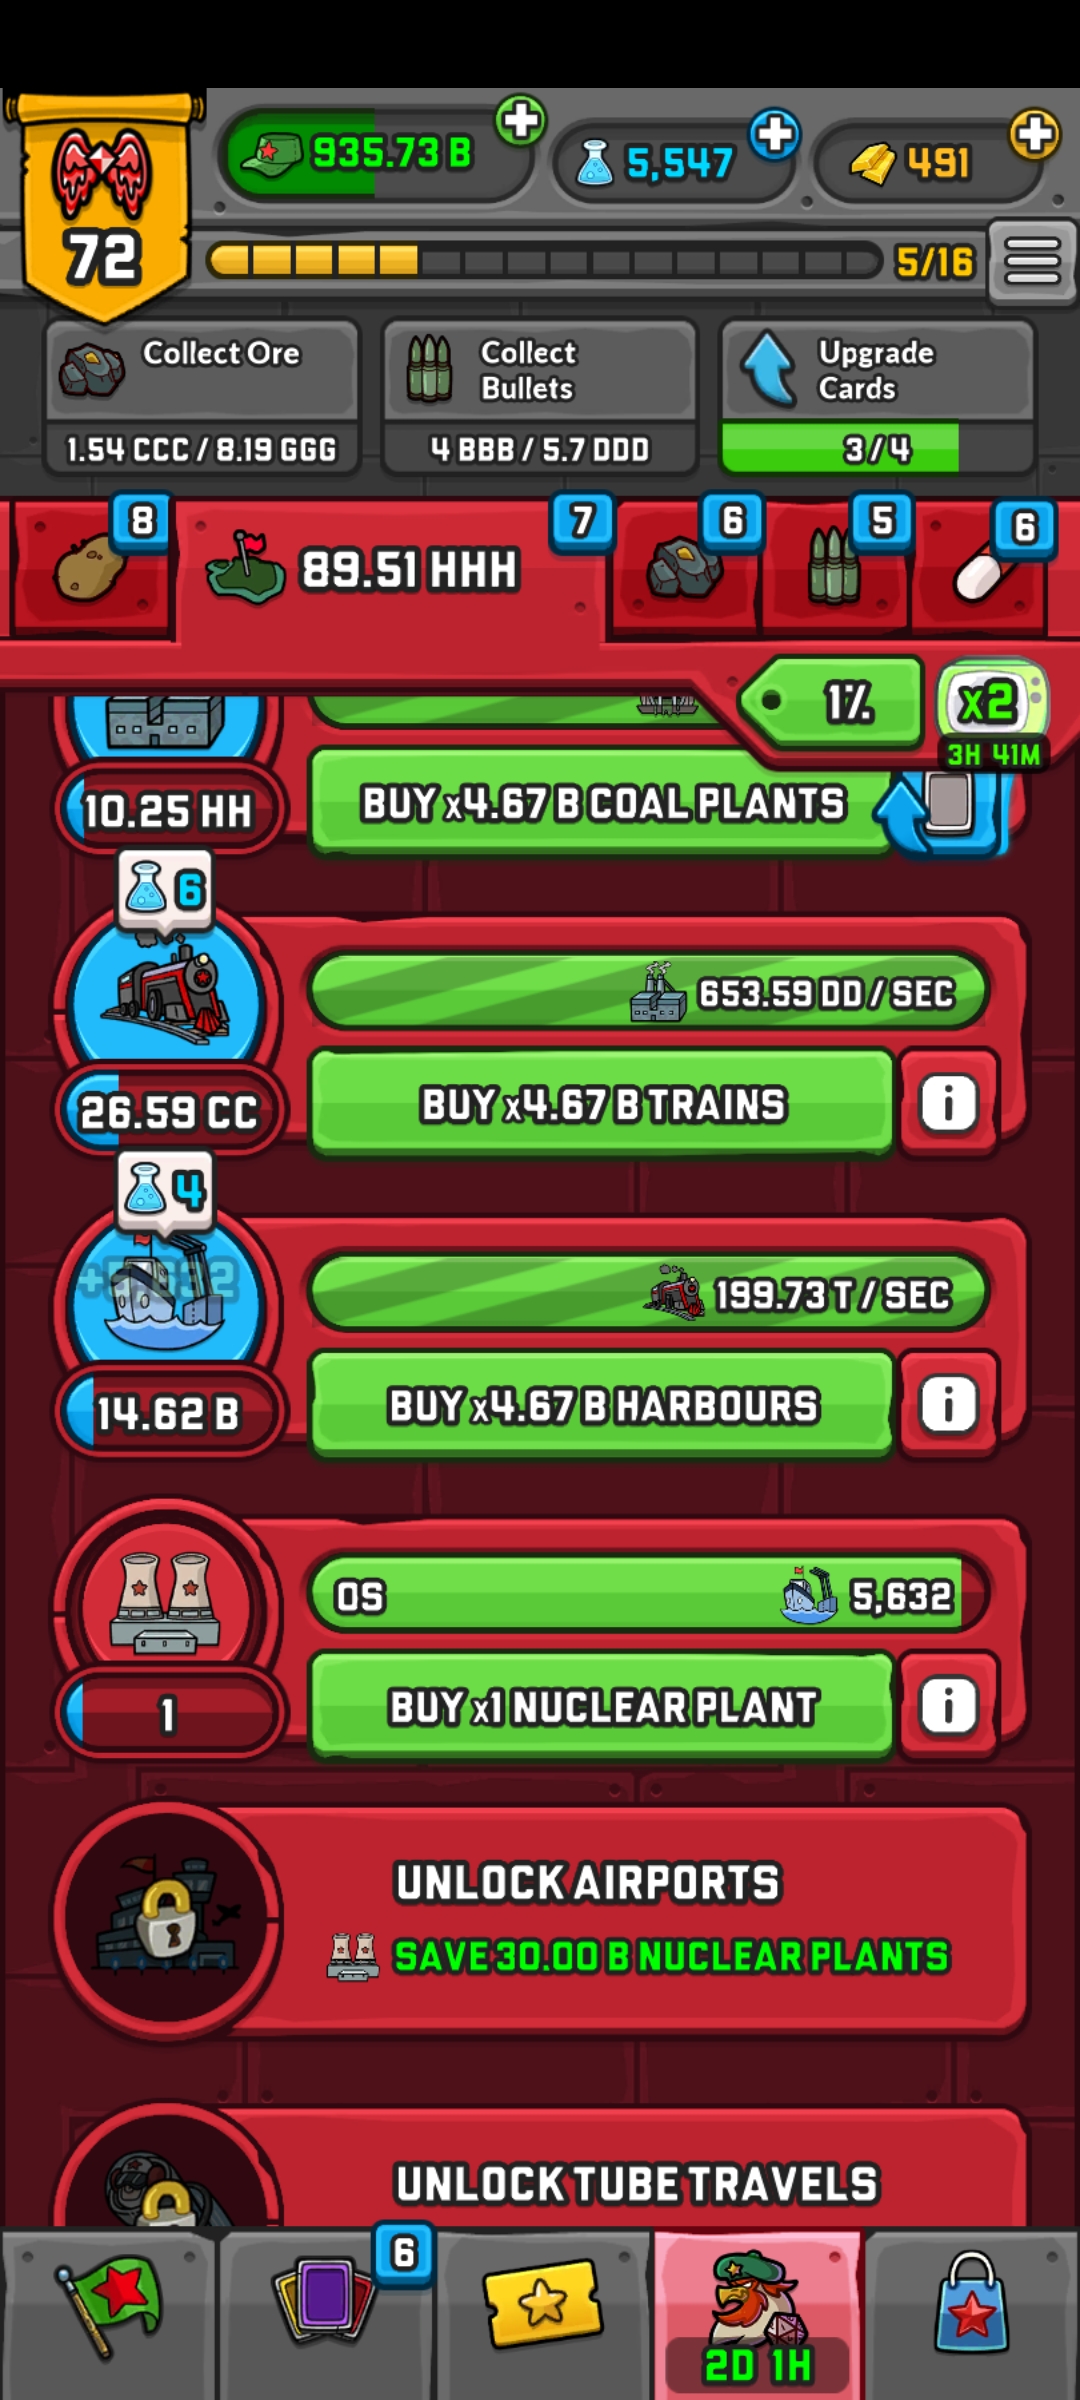 935.73 B
5,547
491
72
5/16
Collect Ore
1.54 CCC / 8.19 GGG
Collect
Bullets
4 BBB / 5.7 DDD
Upgrade
Cards
3/4
8
89.51 HHH
7
6
5
6
1%
x2
3H 41M
10.25 HH
BUY x4.67 B COAL PLANTS
6
653.59 DD / SEC
26.59 CC
BUY x4.67 B TRAINS
i
4
+5,632
199.73 T / SEC
14.62 B
BUY x4.67 B HARBOURS
i
0S
5,632
1
BUY x1 NUCLEAR PLANT
i
UNLOCK AIRPORTS
SAVE 30.00 B NUCLEAR PLANTS
UNLOCK TUBE TRAVELS
6
2D 1H